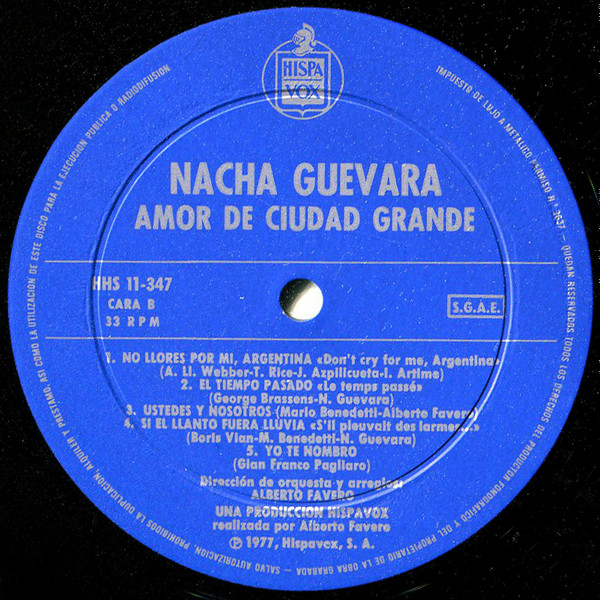 HISPA
VOX
NACHA GUEVARA
AMOR DE CIUDAD GRANDE
HHS 11-347
CARA B
33 RPM
S.G.A.E.
1. NO LLORES POR MI, ARGENTINA «Don't cry for me, Argentina»
(A. Ll. Webber-T. Rice-J. Azpilicueta-I. Artime)
2. EL TIEMPO PASADO «Le temps passé»
(George Brassens-N. Guevara)
3. USTEDES Y NOSOTROS (Mario Benedetti-Alberto Favero)
4. SI EL LLANTO FUERA LLUVIA «S'il pleuvait des larmes...»
(Boris Vian-M. Benedetti-N. Guevara)
5. YO TE NOMBRO
(Gian Franco Pagliaro)
Dirección de orquesta y arreglos:
ALBERTO FAVERO
UNA PRODUCCION HISPAVOX
realizada por Alberto Favero
Ⓟ 1977, Hispavox, S. A.
IMPUESTO DE LUJO A METALICO PERMISO N.º 3637 - QUEDAN RESERVADOS TODOS LOS DERECHOS DEL PRODUCTOR FONOGRAFICO Y DEL PROPIETARIO DE LA OBRA GRABADA - SALVO AUTORIZACION, PROHIBIDOS LA DUPLICACION, ALQUILER Y PRESTAMO, ASI COMO LA UTILIZACION DE ESTE DISCO PARA LA EJECUCION PUBLICA O RADIODIFUSION